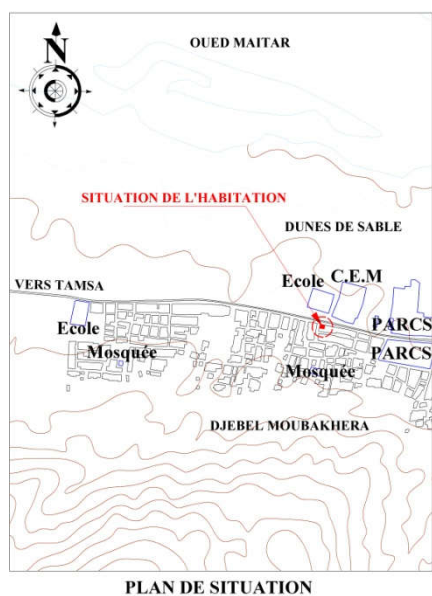 N
OUED MAITAR
SITUATION DE L'HABITATION
DUNES DE SABLE
Ecole C.E.M
VERS TAMSA
PARCS
Ecole
PARCS
Mosquée
Mosquée
DJEBEL MOUBAKHERA
PLAN DE SITUATION